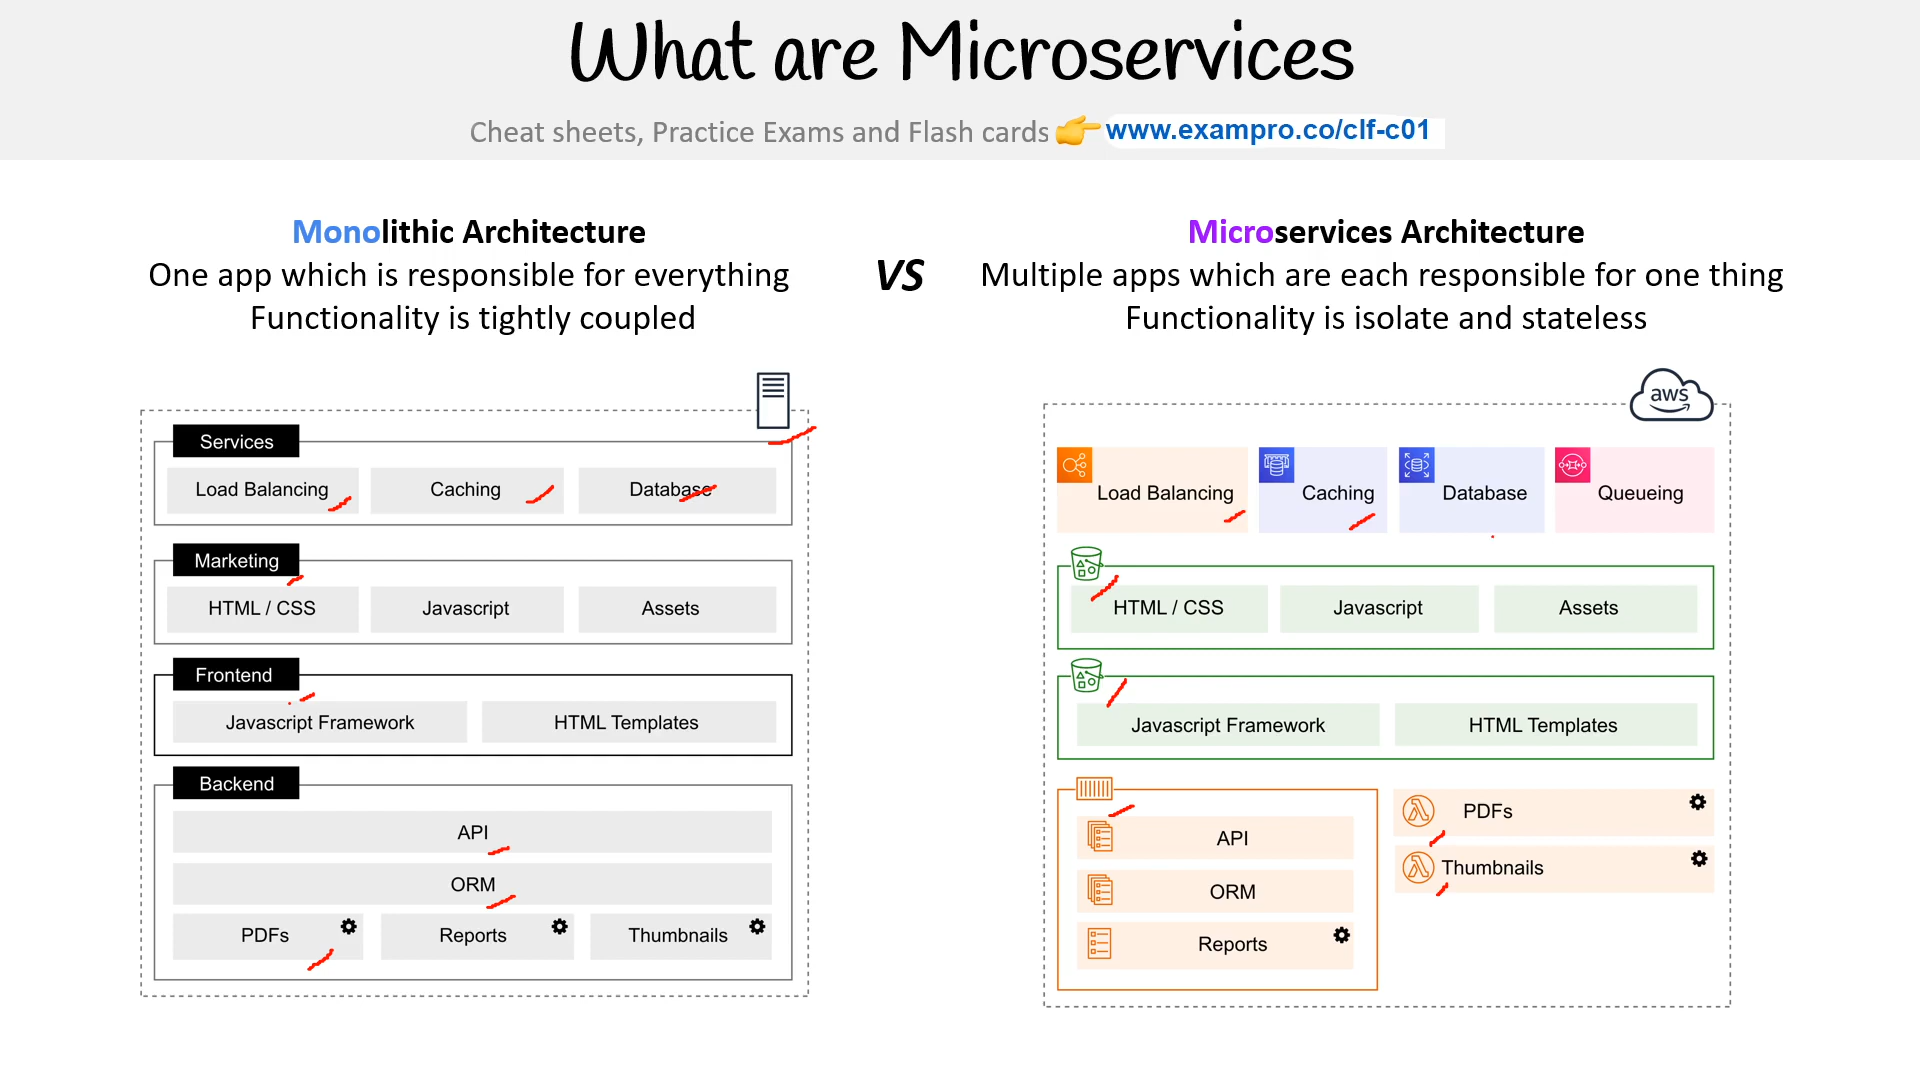 What are Microservices
Cheat sheets, Practice Exams and Flash cards www.exampro.co/clf-c01
Monolithic Architecture
One app which is responsible for everything
Functionality is tightly coupled
VS
Microservices Architecture
Multiple apps which are each responsible for one thing
Functionality is isolate and stateless
Services
Load Balancing Caching Database
Marketing
HTML / CSS Javascript Assets
Frontend
Javascript Framework HTML Templates
Backend
API
ORM
PDFs Reports Thumbnails
aws
Load Balancing Caching Database Queueing
HTML / CSS Javascript Assets
Javascript Framework HTML Templates
API
ORM
Reports
PDFs
Thumbnails